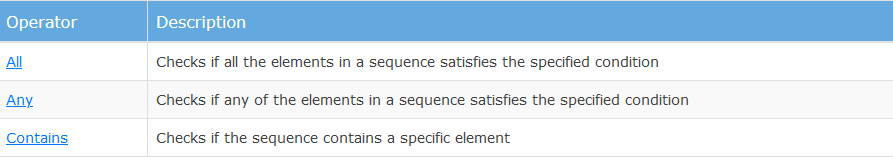 Operator Description
All Checks if all the elements in a sequence satisfies the specified condition
Any Checks if any of the elements in a sequence satisfies the specified condition
Contains Checks if the sequence contains a specific element